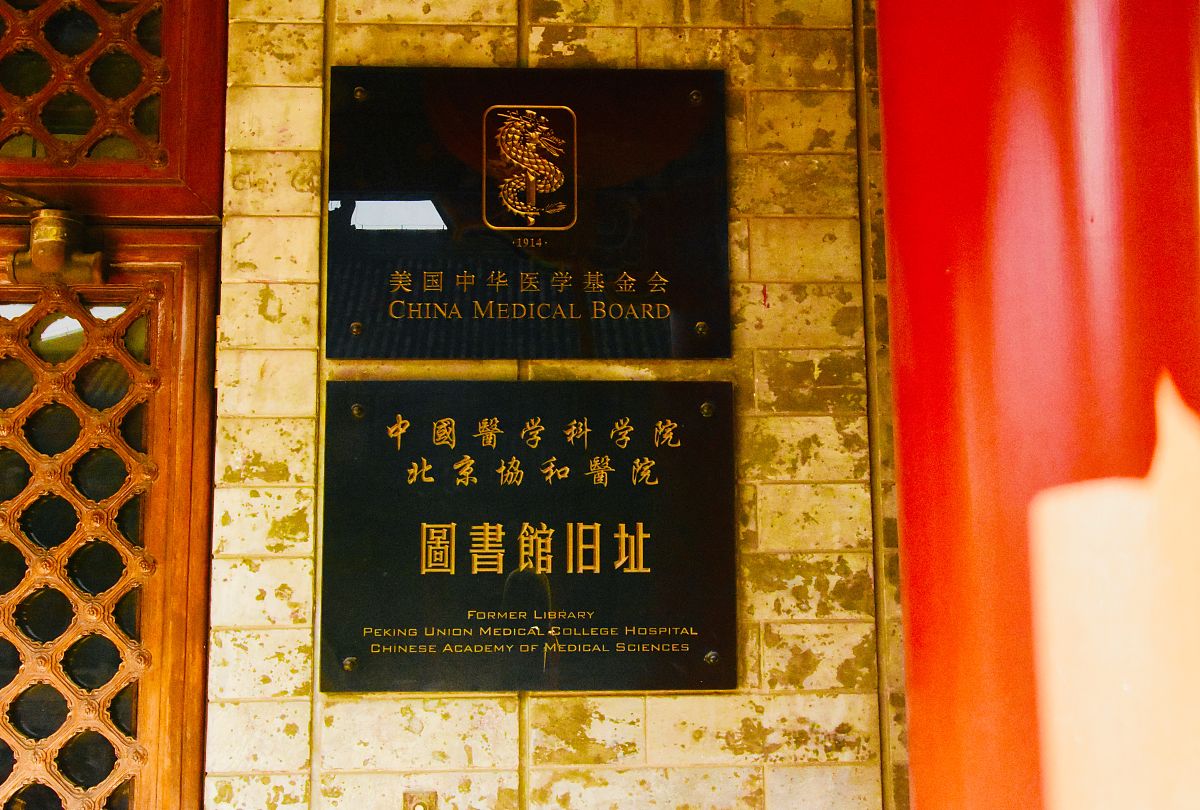 ·1914·
美国中华医学基金会
CHINA MEDICAL BOARD
中國醫学科学院
北京協和醫院
圖書館旧址
FORMER LIBRARY
PEKING UNION MEDICAL COLLEGE HOSPITAL
CHINESE ACADEMY OF MEDICAL SCIENCES